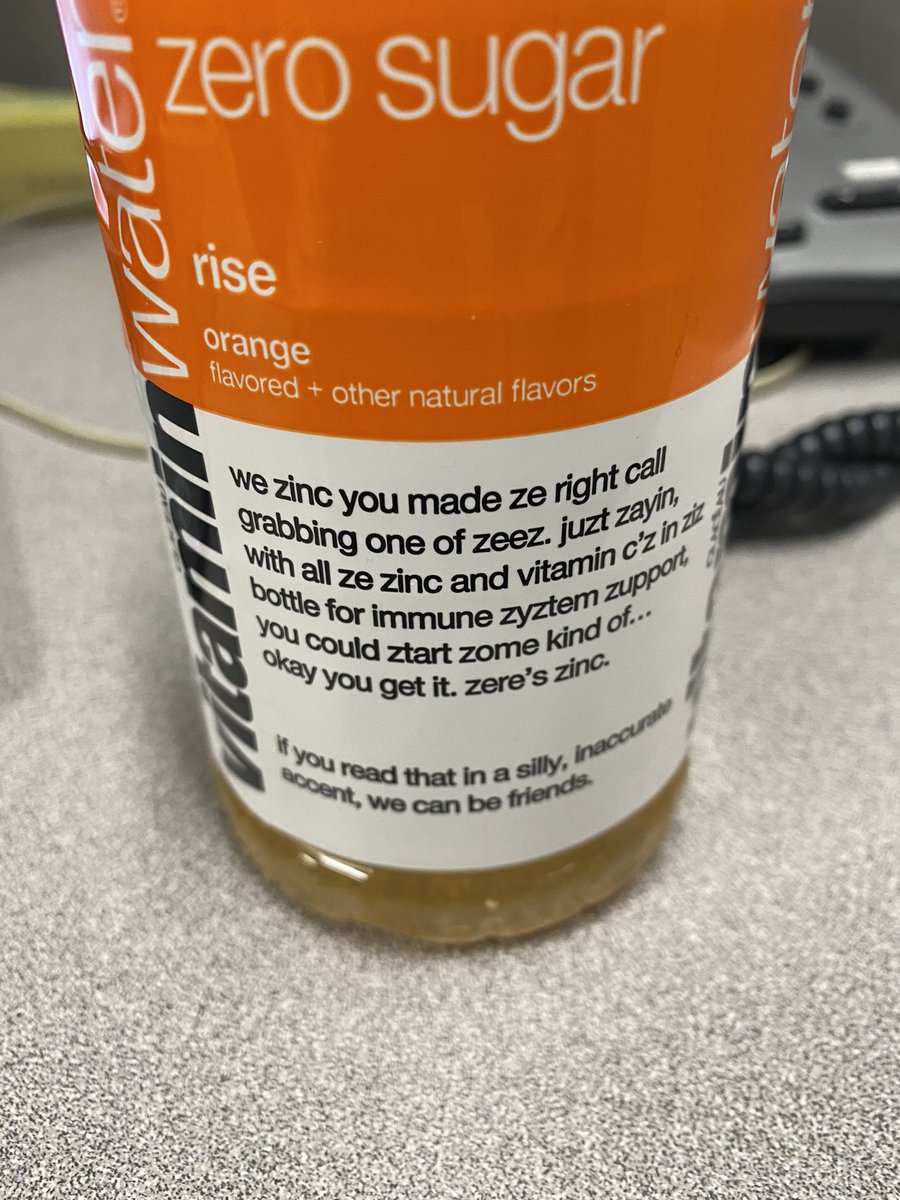 vitaminwater
zero sugar
rise
orange
flavored + other natural flavors
we zinc you made ze right call
grabbing one of zeez. juzt zayin,
with all ze zinc and vitamin c'z in ziz
bottle for immune zyztem zupport,
you could ztart zome kind of...
okay you get it. zere's zinc.
if you read that in a silly, inaccurate
accent, we can be friends.